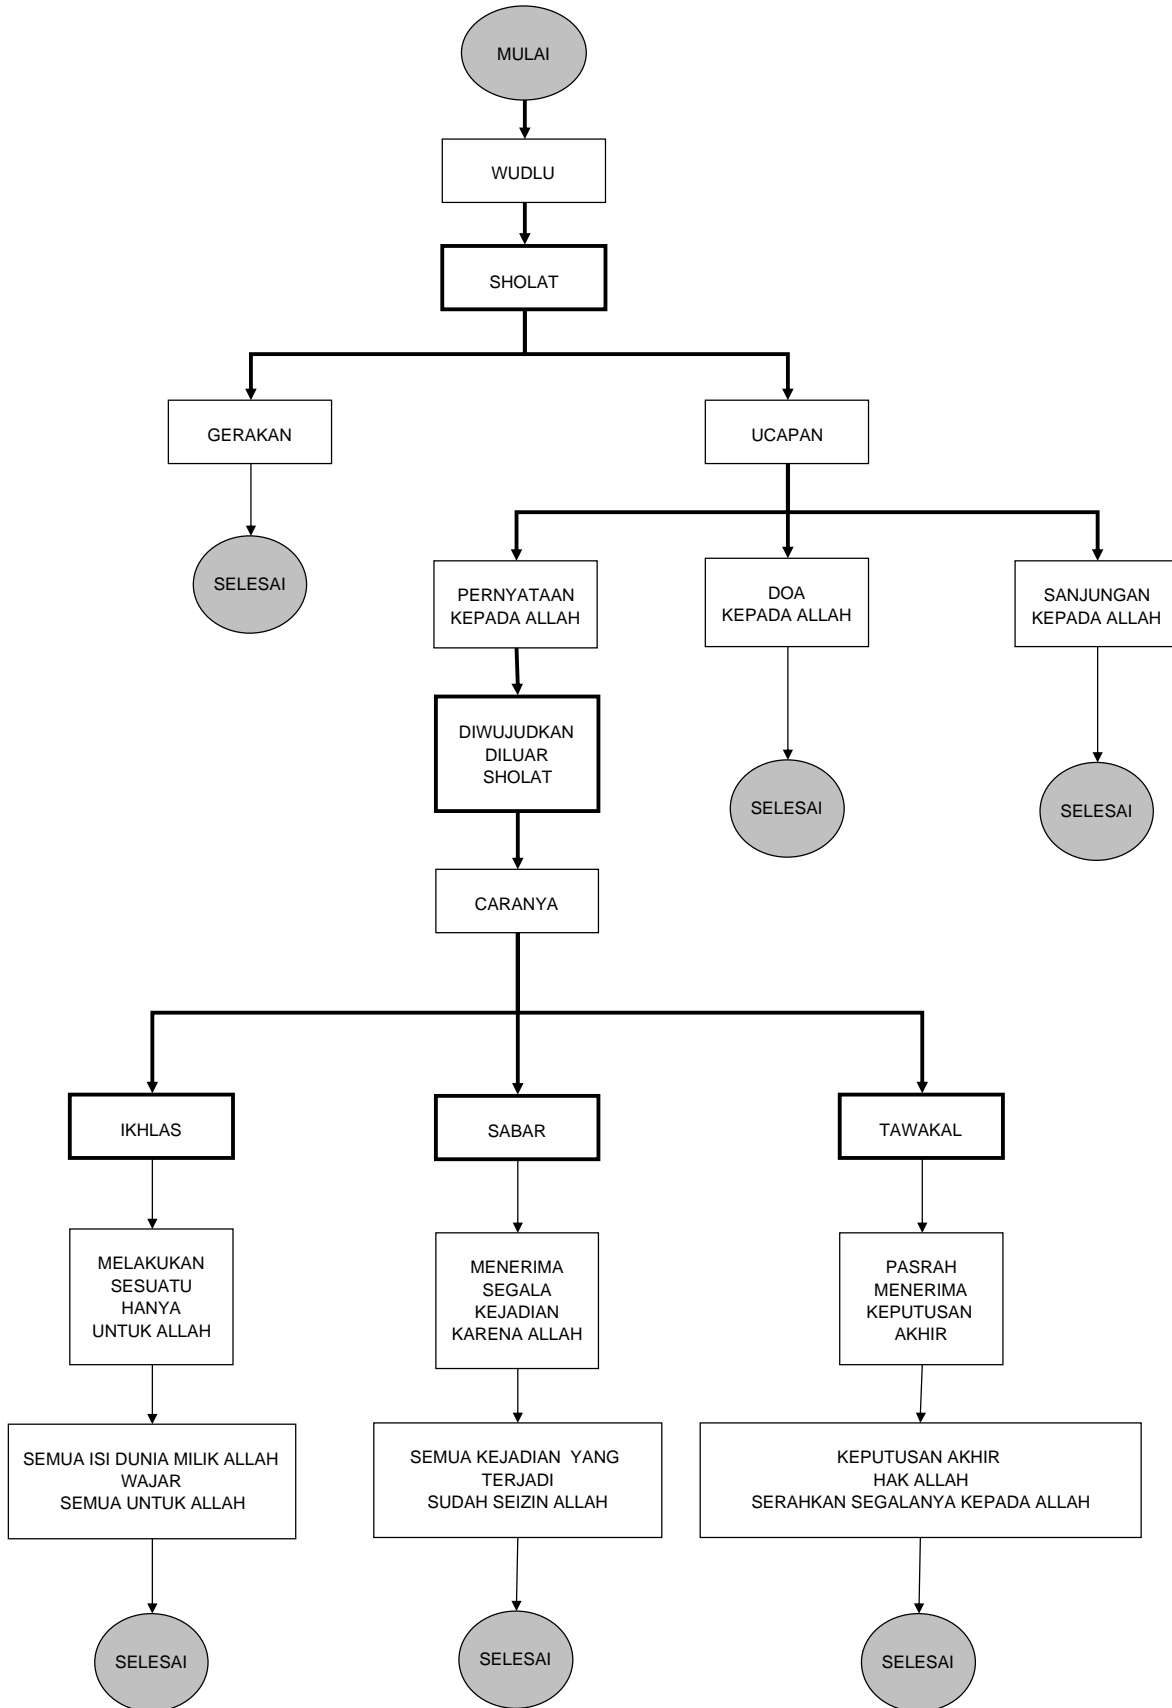 MULAI
WUDLU
SHOLAT
GERAKAN
UCAPAN
SELESAI
PERNYATAAN
KEPADA ALLAH
DOA
KEPADA ALLAH
SANJUNGAN
KEPADA ALLAH
DIWUJUDKAN
DILUAR
SHOLAT
SELESAI
SELESAI
CARANYA
IKHLAS
SABAR
TAWAKAL
MELAKUKAN
SESUATU
HANYA
UNTUK ALLAH
MENERIMA
SEGALA
KEJADIAN
KARENA ALLAH
PASRAH
MENERIMA
KEPUTUSAN
AKHIR
SEMUA ISI DUNIA MILIK ALLAH
WAJAR
SEMUA UNTUK ALLAH
SEMUA KEJADIAN  YANG
TERJADI
SUDAH SEIZIN ALLAH
KEPUTUSAN AKHIR
HAK ALLAH
SERAHKAN SEGALANYA KEPADA ALLAH
SELESAI
SELESAI
SELESAI